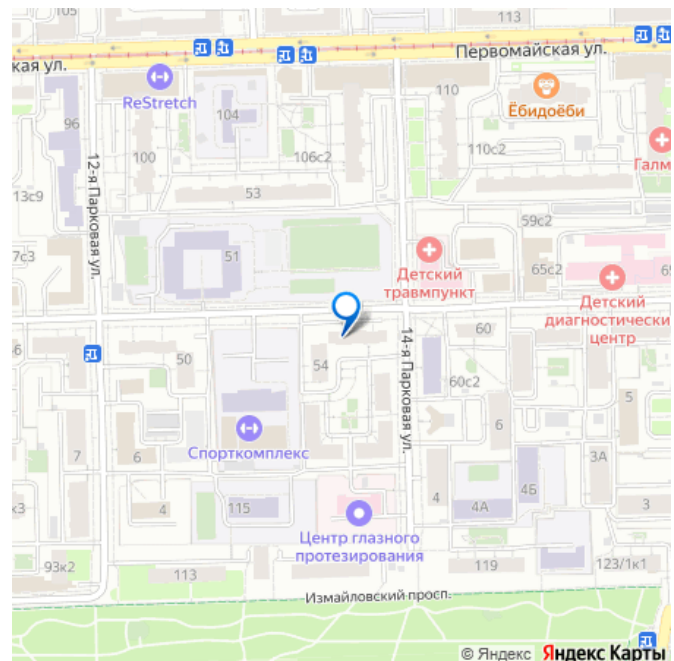 105
113
Первомайская ул.
кая ул.
ReStretch
110
Ёбидоёби
104
96
100
106с2
110с2
Галм
12-я Парковая ул.
13с9
53
59с2
7с3
51
Детский
травмпункт
65с2
65
Детский
диагностически
центр
14-я Парковая ул.
60
6
50
54
60с2
5
6
Спорткомплекс
7
6
3А
4Б
к3
4
115
4
4А
3
Центр глазного
протезирования
93к2
113
119
123/1к1
Измайловский просп.
© Яндекс Яндекс Карты